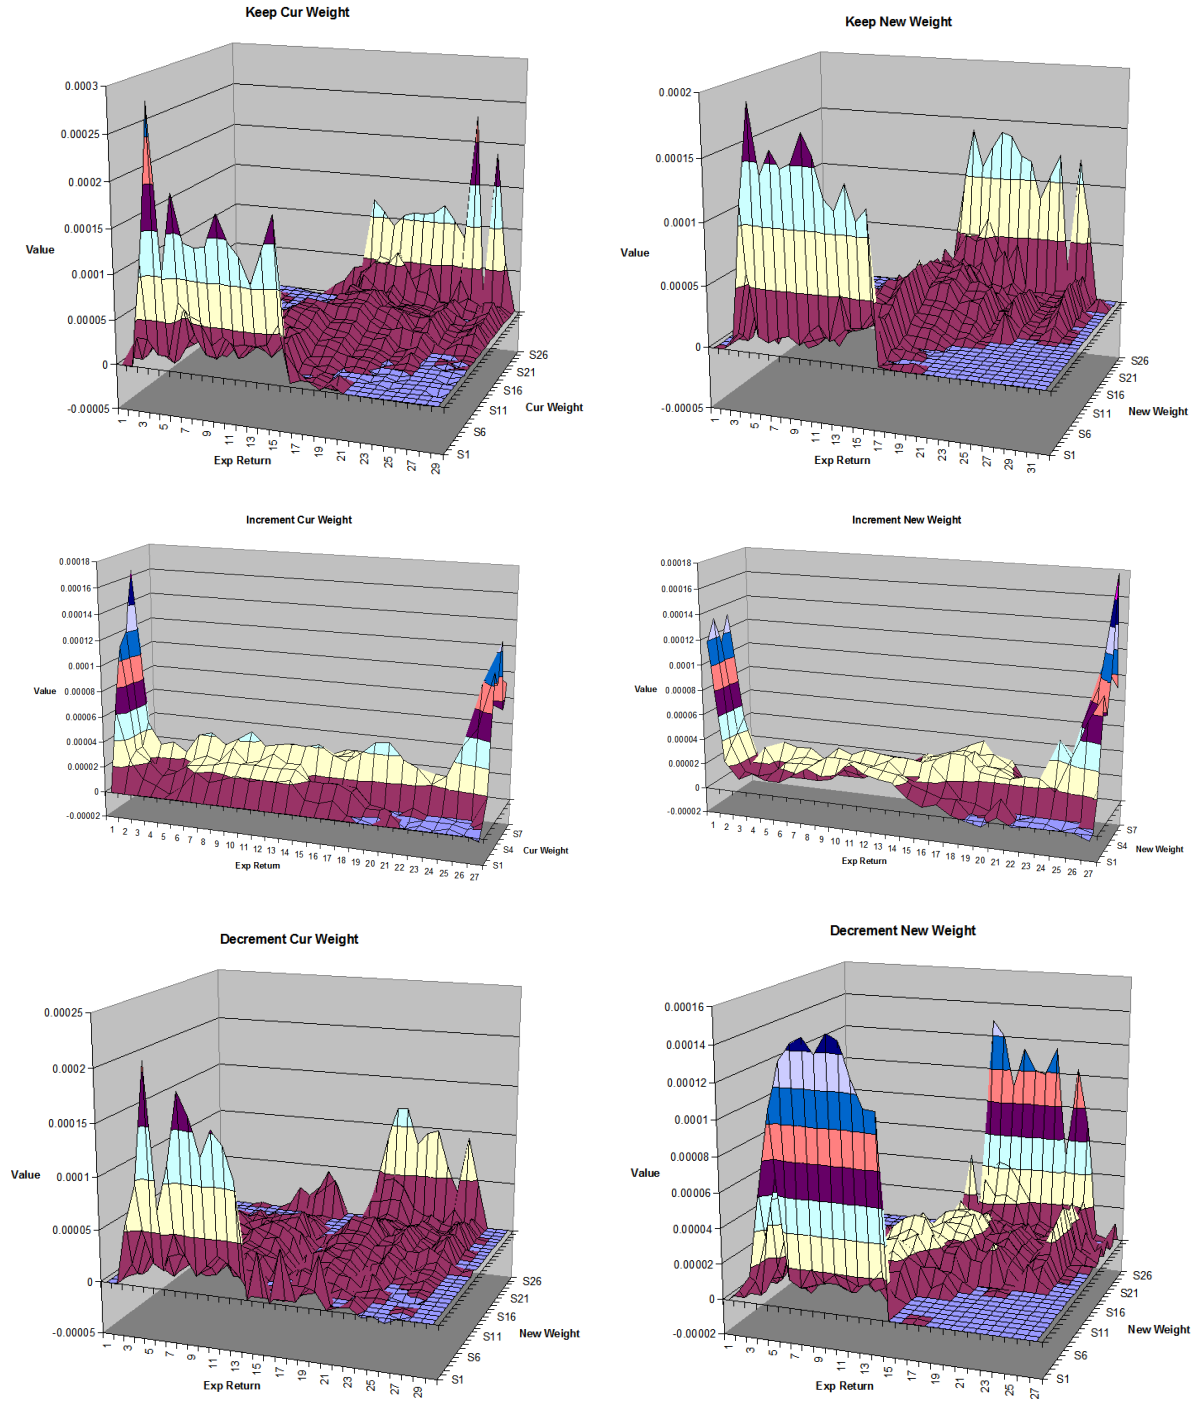 Keep Cur Weight
0.0003
0.00025
0.0002
0.00015
0.0001
0.00005
0
-0.00005
Value
1 3 5 7 9 11 13 15 17 19 21 23 25 27 29
Exp Return
S1 S6 S11 S16 S21 S26
Cur Weight
Keep New Weight
0.0002
0.00015
0.0001
0.00005
0
-0.00005
Value
1 3 5 7 9 11 13 15 17 19 21 23 25 27 29 31
Exp Return
S1 S6 S11 S16 S21 S26
New Weight
Increment Cur Weight
0.00018
0.00016
0.00014
0.00012
0.0001
0.00008
0.00006
0.00004
0.00002
0
-0.00002
Value
1 2 3 4 5 6 7 8 9 10 11 12 13 14 15 16 17 18 19 20 21 22 23 24 25 26 27
Exp Return
S1 S4 S7
Cur Weight
Increment New Weight
0.00018
0.00016
0.00014
0.00012
0.0001
0.00008
0.00006
0.00004
0.00002
0
-0.00002
Value
1 2 3 4 5 6 7 8 9 10 11 12 13 14 15 16 17 18 19 20 21 22 23 24 25 26 27
Exp Return
S1 S4 S7
New Weight
Decrement Cur Weight
0.00025
0.0002
0.00015
0.0001
0.00005
0
-0.00005
Value
1 3 5 7 9 11 13 15 17 19 21 23 25 27 29
Exp Return
S1 S6 S11 S16 S21 S26
New Weight
Decrement New Weight
0.00016
0.00014
0.00012
0.0001
0.00008
0.00006
0.00004
0.00002
0
-0.00002
Value
1 3 5 7 9 11 13 15 17 19 21 23 25 27
Exp Return
S1 S6 S11 S16 S21 S26
New Weight